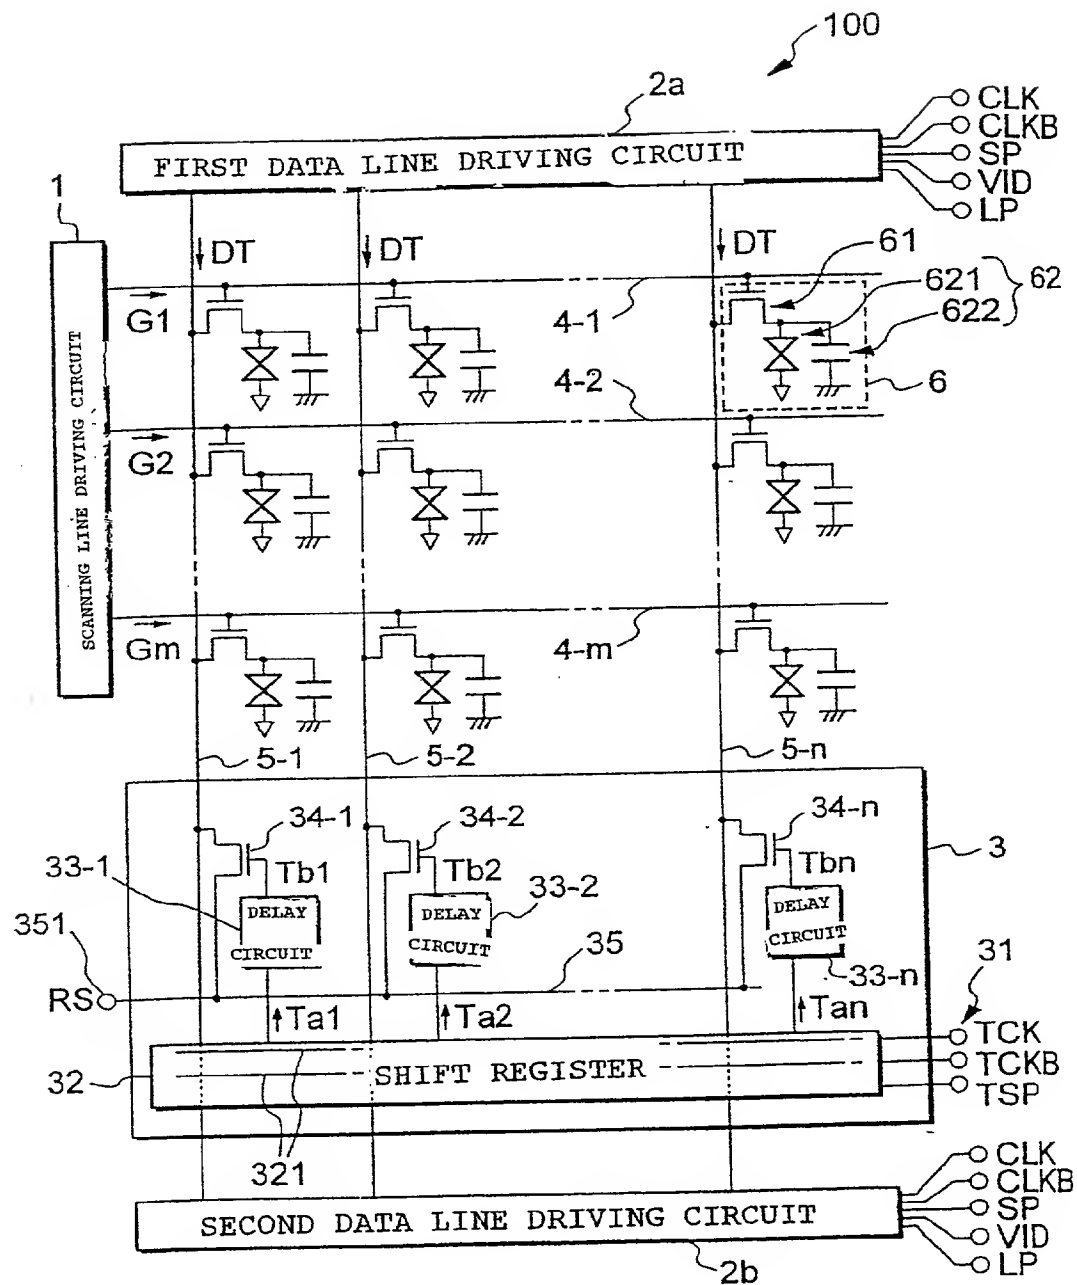 100
2a
CLK
CLKB
SP
VID
LP
FIRST DATA LINE DRIVING CIRCUIT
1
DT
DT
DT
61
621
622
62
G1
4-1
6
4-2
G2
SCANNING LINE DRIVING CIRCUIT
Gm
4-m
5-1
5-2
5-n
34-1
34-2
34-n
3
33-1
Tb1
Tb2
Tbn
33-2
DELAY
CIRCUIT
DELAY
CIRCUIT
DELAY
CIRCUIT
351
35
33-n
31
RS
Ta1
Ta2
Tan
TCK
TCKB
TSP
32
SHIFT REGISTER
321
CLK
CLKB
SP
VID
LP
SECOND DATA LINE DRIVING CIRCUIT
2b